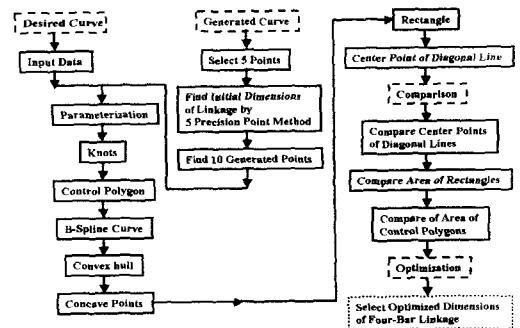 Desired Curve
Input Data
Parameterization
Knots
Control Polygon
B-Spline Curve
Convex hull
Concave Points
Generated Curve
Select 5 Points
Find Initial Dimensions
of Linkage by
5 Precision Point Method
Find 10 Generated Points
Rectangle
Center Point of Diagonal Line
Comparison
Compare Center Points
of Diagonal Lines
Compare Area of Rectangles
Compare of Area of
Control Polygons
Optimization
Select Optimized Dimensions
of Four-Bar Linkage